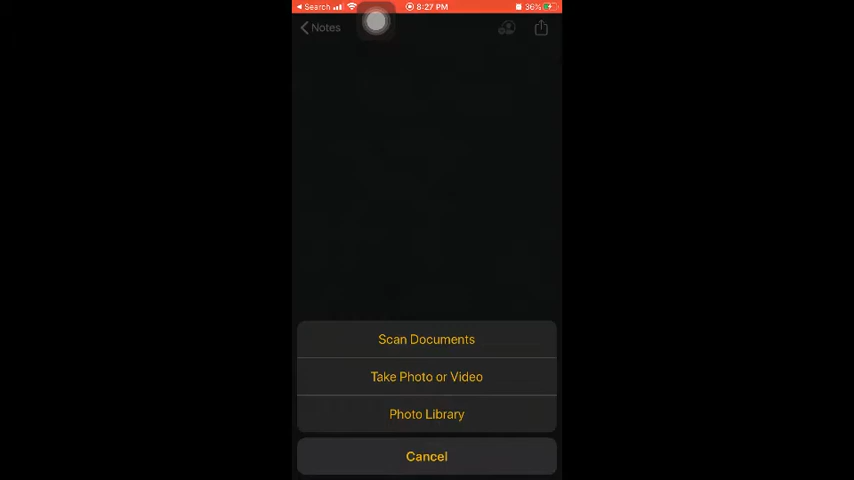 Search 8:27 PM 36%
Notes
Scan Documents
Take Photo or Video
Photo Library
Cancel